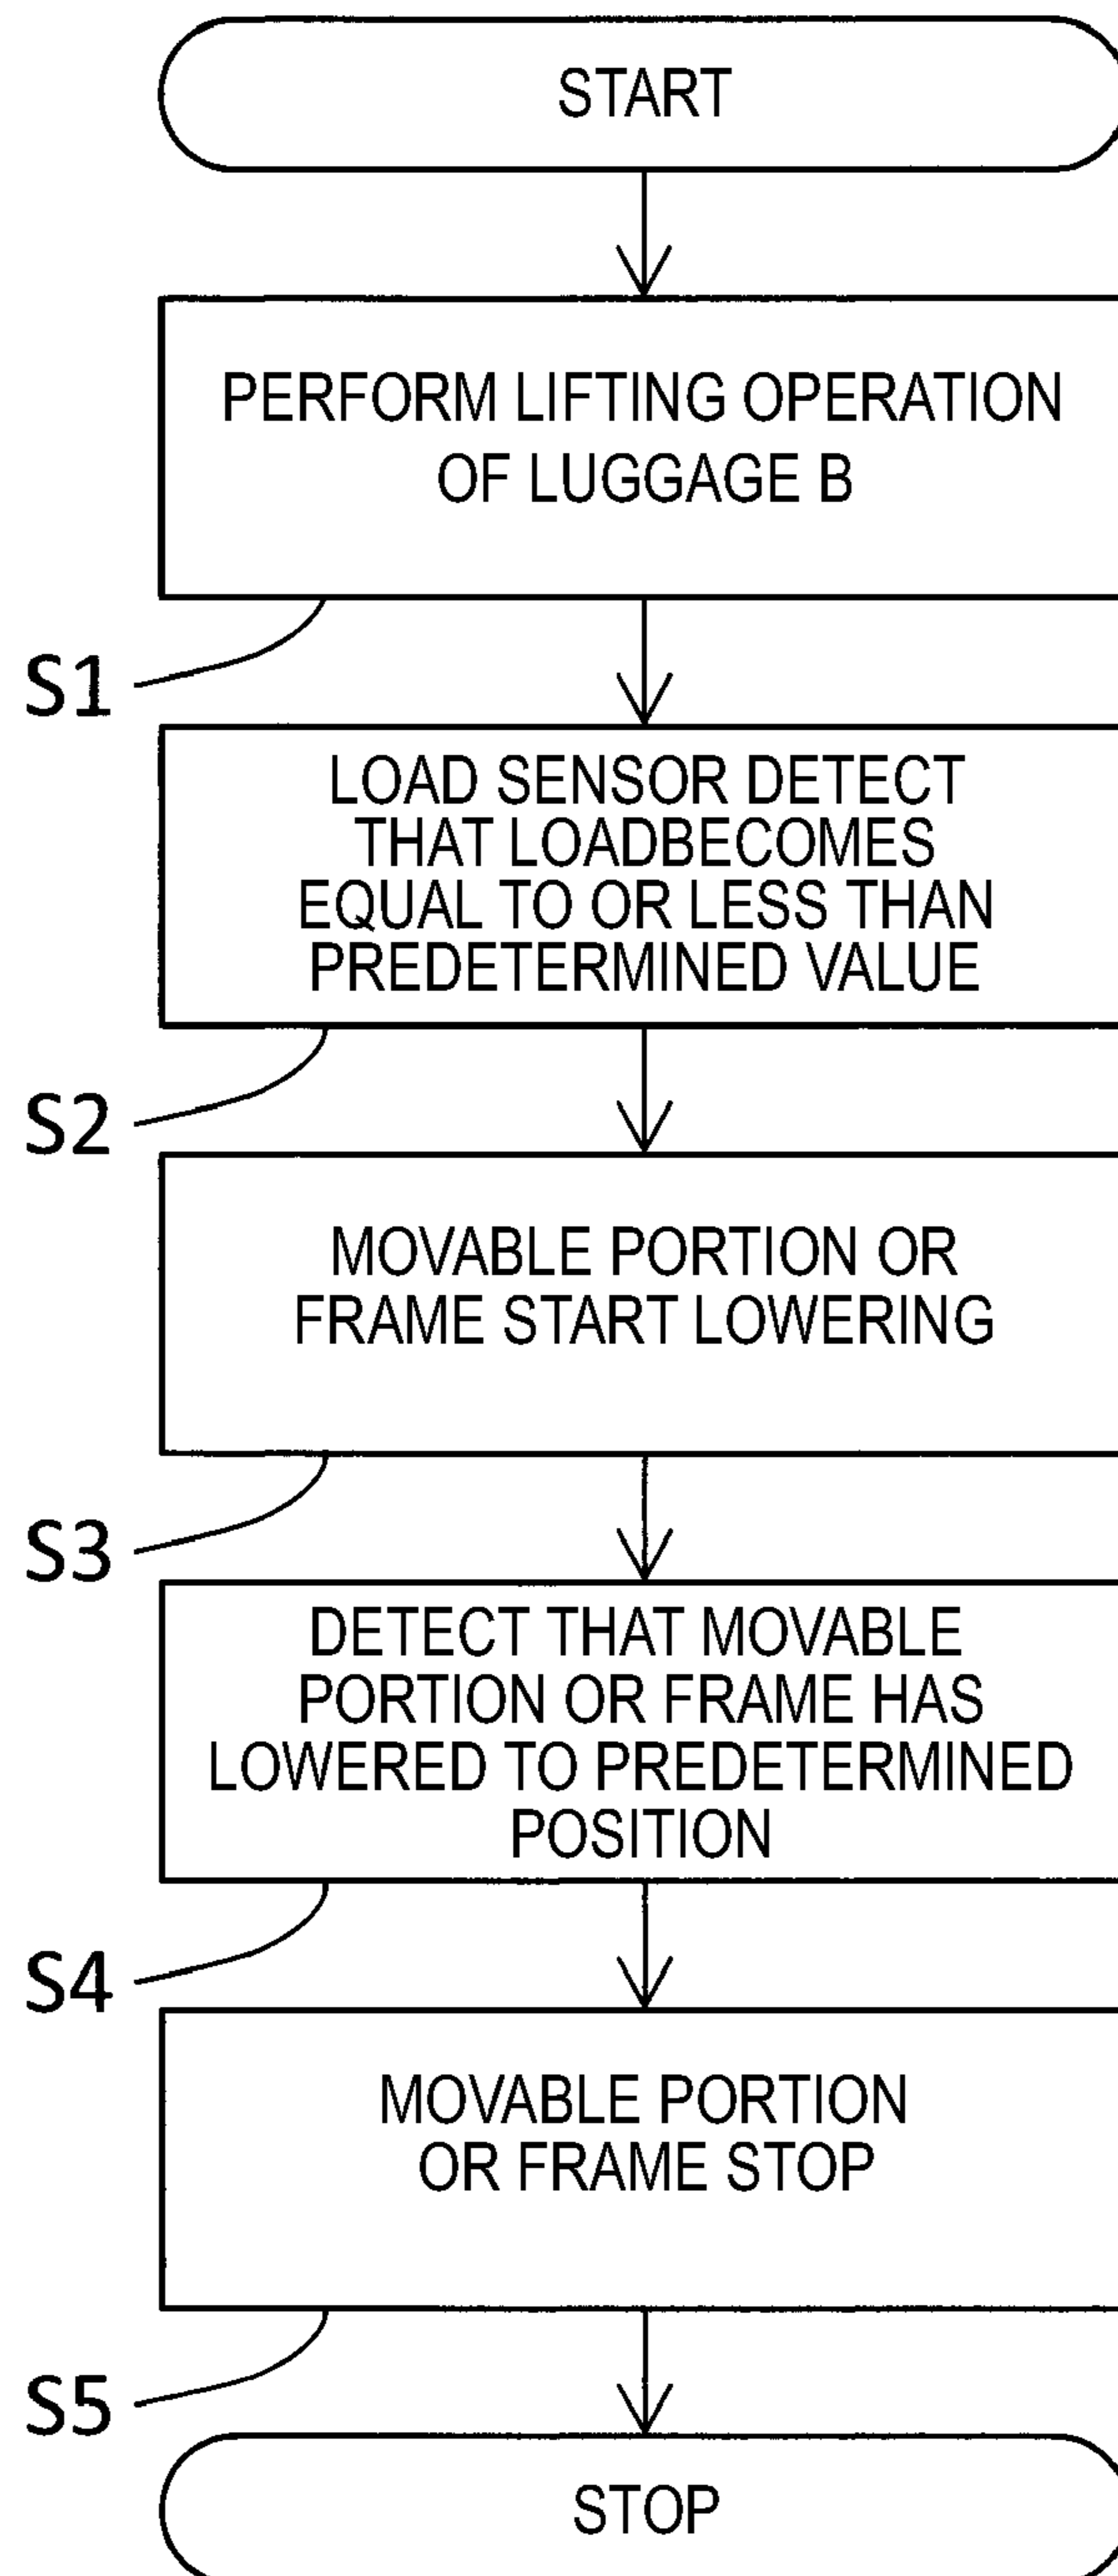 START
PERFORM LIFTING OPERATION
OF LUGGAGE B
S1
LOAD SENSOR DETECT
THAT LOADBECOMES
EQUAL TO OR LESS THAN
PREDETERMINED VALUE
S2
MOVABLE PORTION OR
FRAME START LOWERING
S3
DETECT THAT MOVABLE
PORTION OR FRAME HAS
LOWERED TO PREDETERMINED
POSITION
S4
MOVABLE PORTION
OR FRAME STOP
S5
STOP